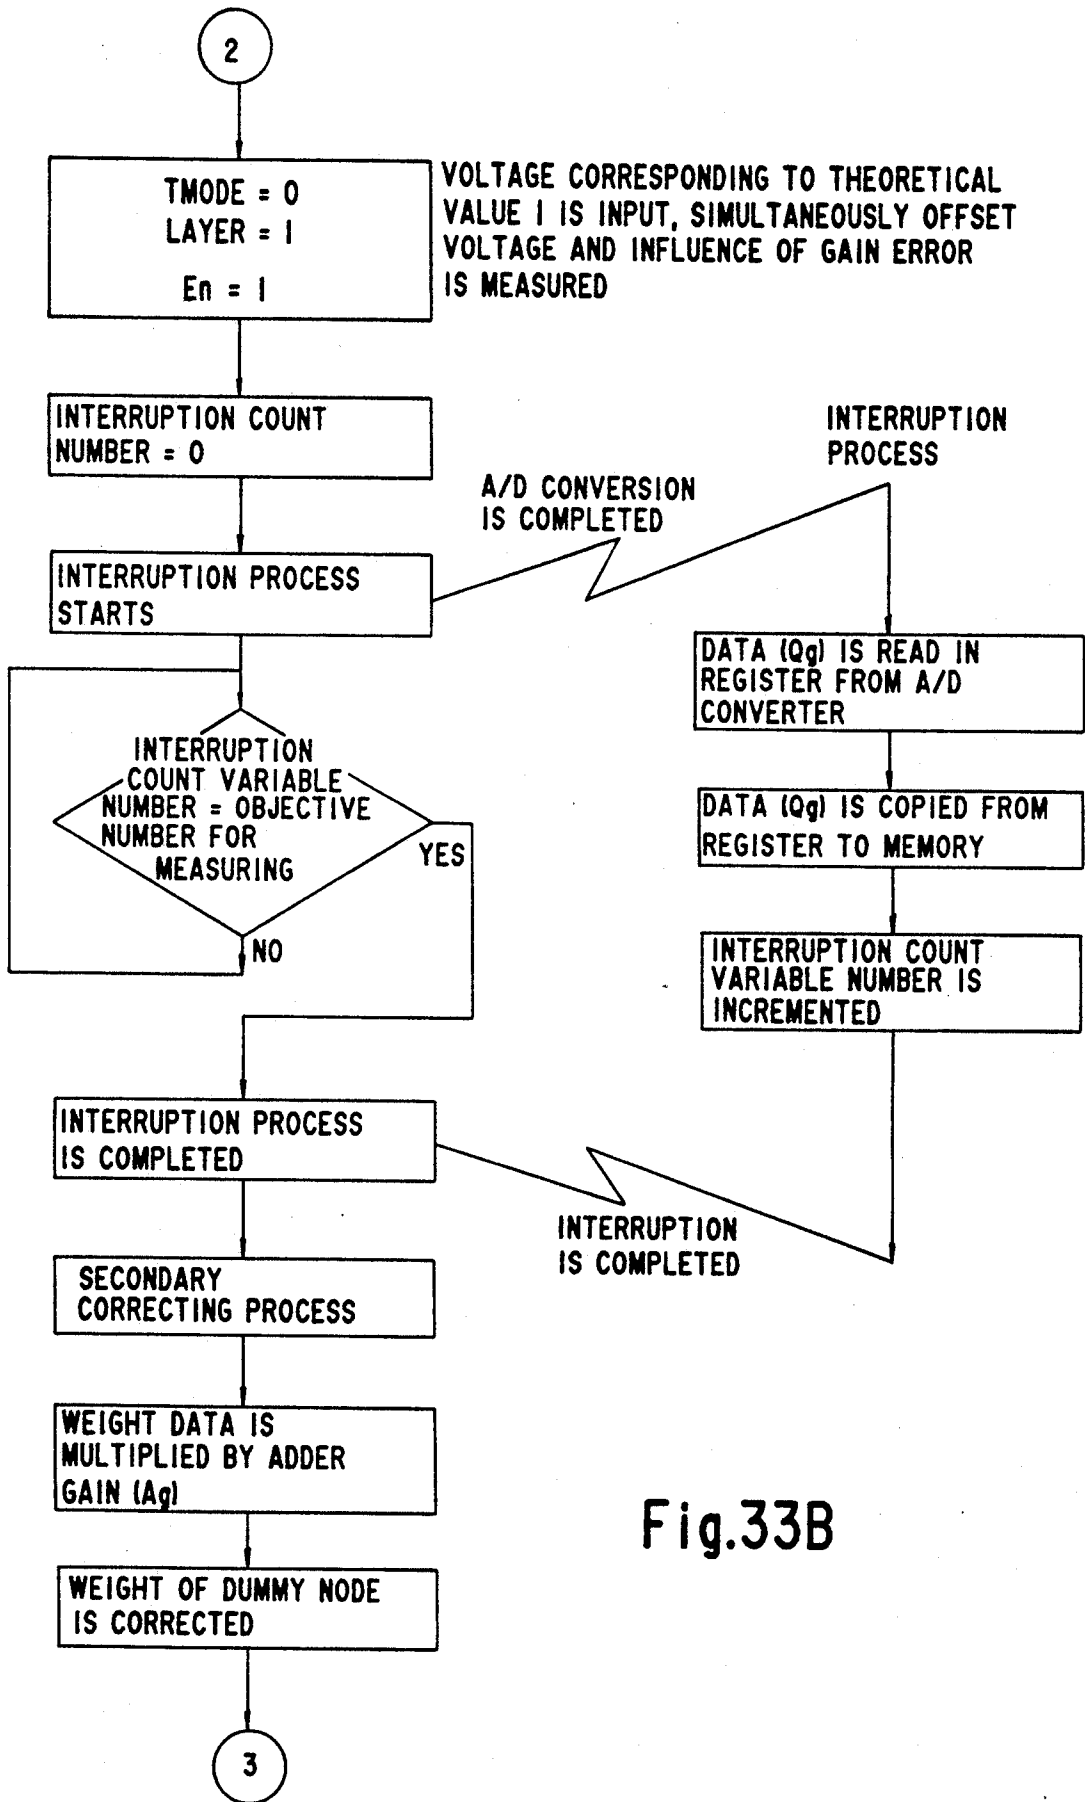 2
TMODE = 0
LAYER = 1
En = 1
VOLTAGE CORRESPONDING TO THEORETICAL
VALUE 1 IS INPUT, SIMULTANEOUSLY OFFSET
VOLTAGE AND INFLUENCE OF GAIN ERROR
IS MEASURED
INTERRUPTION COUNT
NUMBER = 0
INTERRUPTION
PROCESS
A/D CONVERSION
IS COMPLETED
INTERRUPTION PROCESS
STARTS
DATA (Qg) IS READ IN
REGISTER FROM A/D
CONVERTER
INTERRUPTION
COUNT VARIABLE
NUMBER = OBJECTIVE
NUMBER FOR
MEASURING
YES
NO
DATA (Qg) IS COPIED FROM
REGISTER TO MEMORY
INTERRUPTION COUNT
VARIABLE NUMBER IS
INCREMENTED
INTERRUPTION PROCESS
IS COMPLETED
INTERRUPTION
IS COMPLETED
SECONDARY
CORRECTING PROCESS
WEIGHT DATA IS
MULTIPLIED BY ADDER
GAIN (Ag)
WEIGHT OF DUMMY NODE
IS CORRECTED
3
Fig.33B